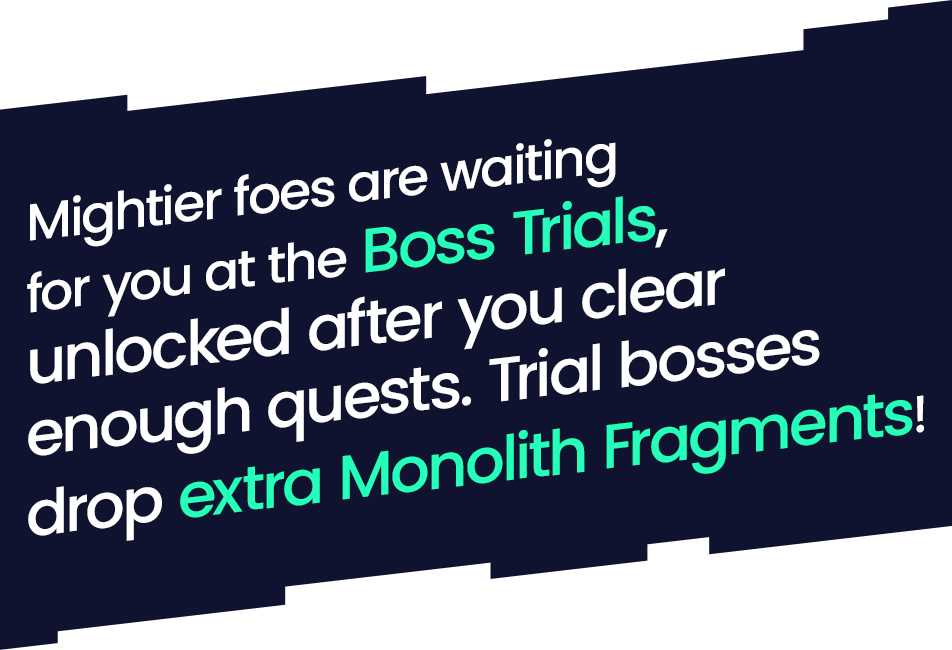 Mightier foes are waiting
for you at the Boss Trials,
unlocked after you clear
enough quests. Trial bosses
drop extra Monolith Fragments!